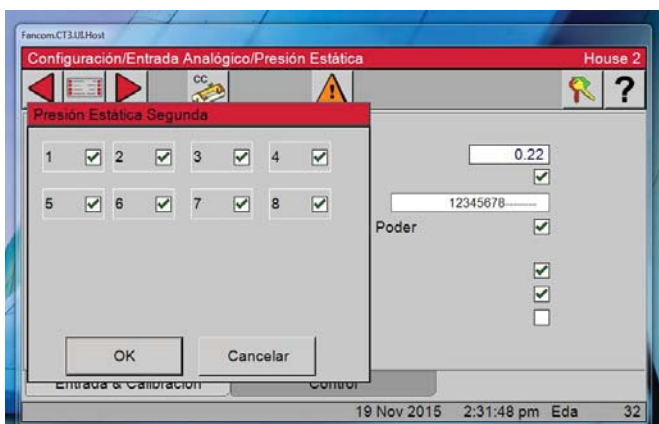 Fancom.CT3.UI.Host
Configuración/Entrada Analógico/Presión Estática House 2
CC
?
Presión Estática Segunda
1 2 3 4
5 6 7 8
0.22
12345678--------
Poder
OK Cancelar
Entrada & Calibración Control
19 Nov 2015 2:31:48 pm Eda 32